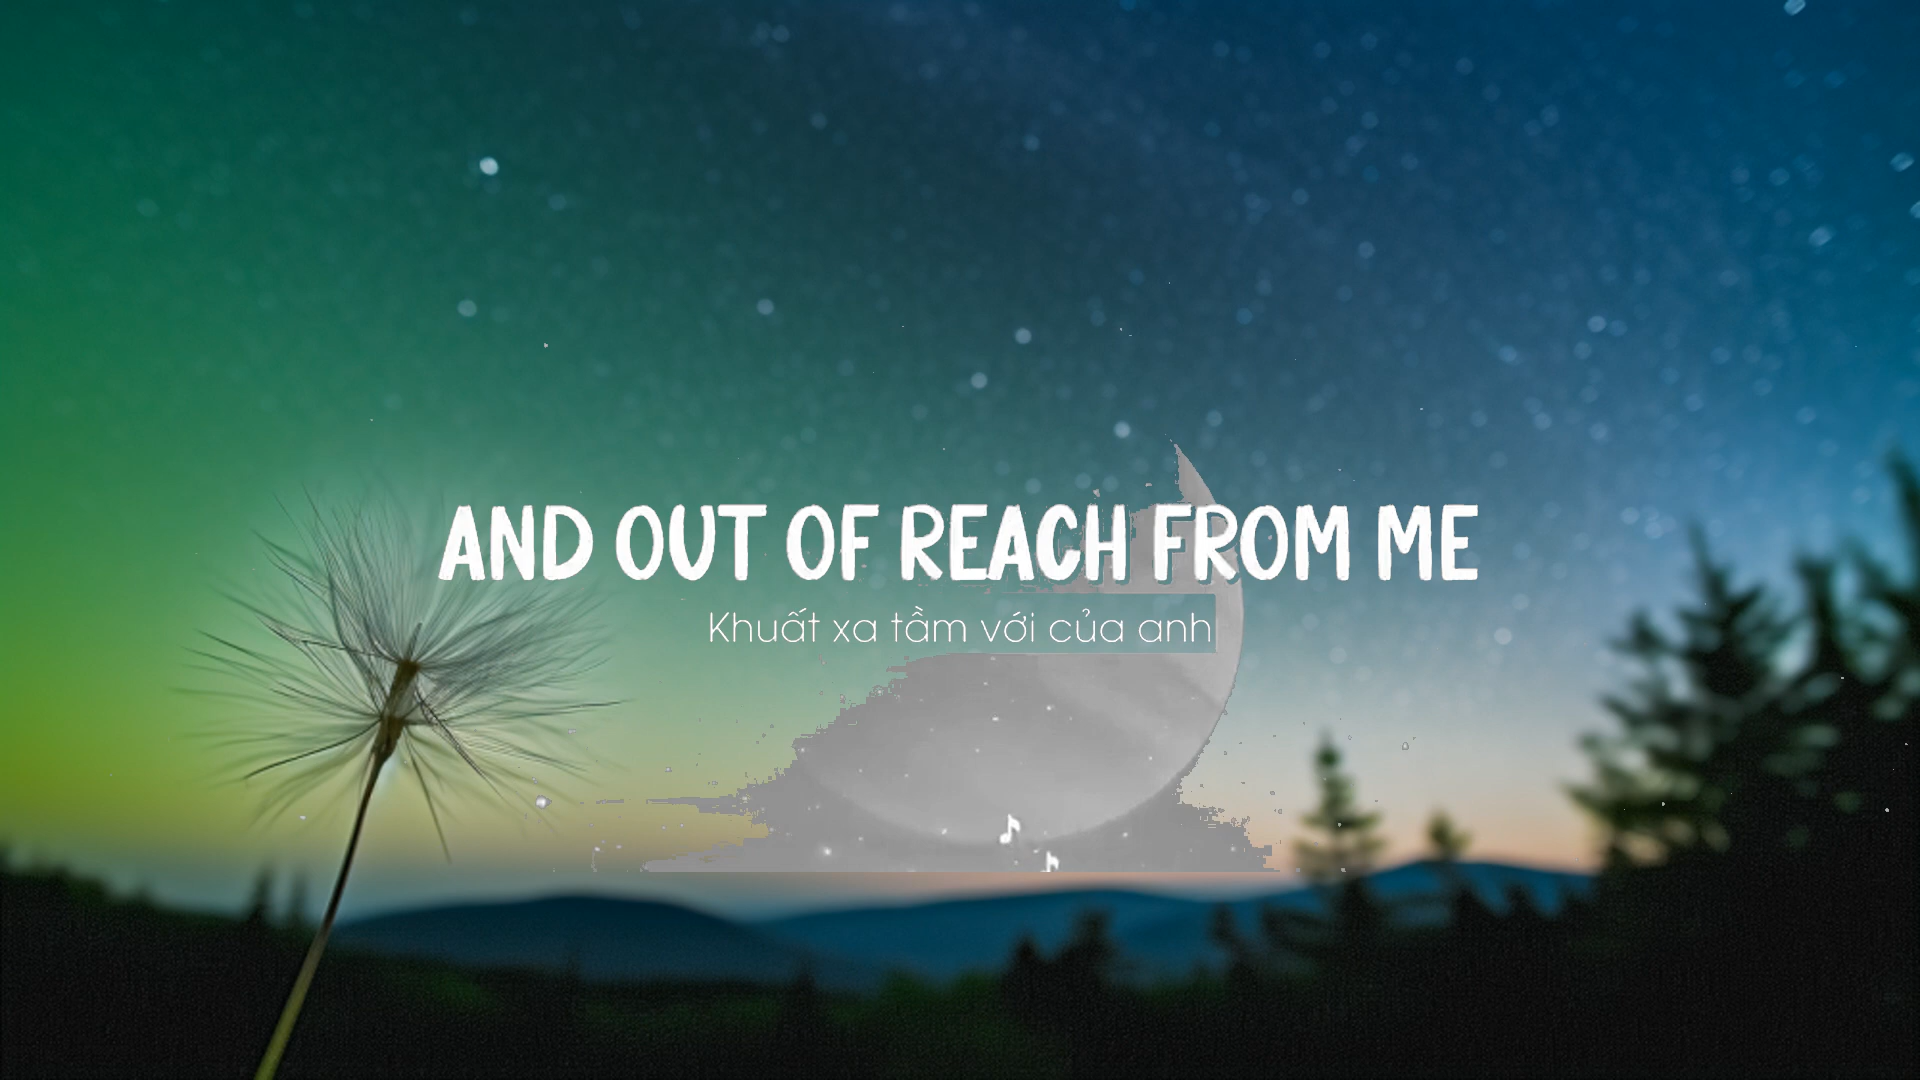 AND OUT OF REACH FROM ME
Khuất xa tầm với của anh